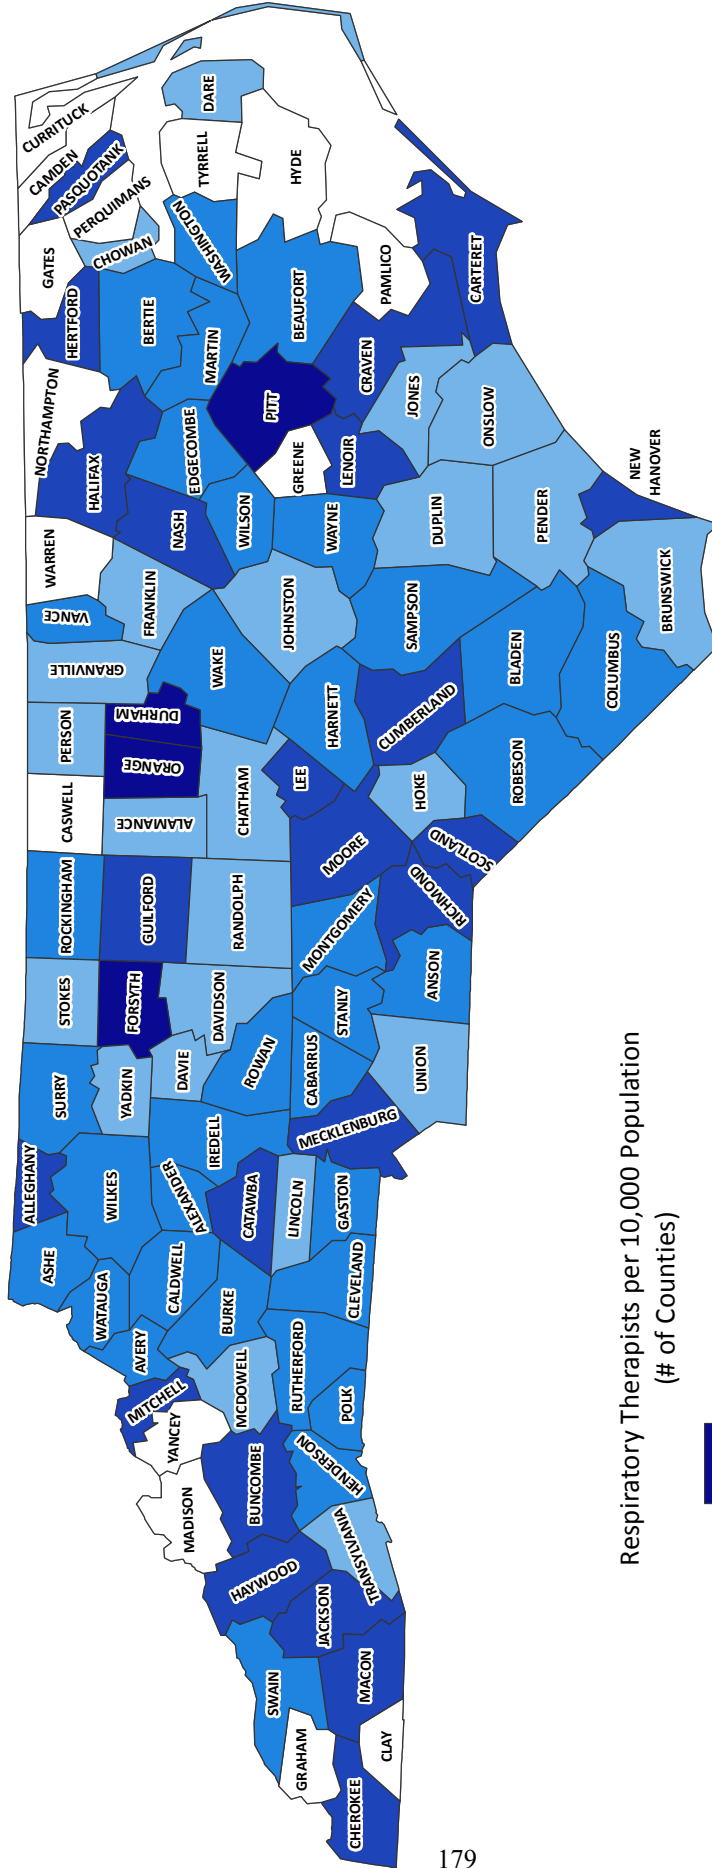 CHEROKEE
GRAHAM
CLAY
SWAIN
MACON
JACKSON
HAYWOOD
TRANSYLVANIA
MADISON
BUNCOMBE
HENDERSON
YANCEY
MITCHELL
MCDOWELL
POLK
RUTHERFORD
AVERY
BURKE
WATAUGA
CALDWELL
CLEVELAND
ASHE
WILKES
ALEXANDER
CATAWBA
LINCOLN
GASTON
ALLEGHANY
SURRY
YADKIN
IREDELL
MECKLENBURG
DAVIE
ROWAN
CABARRUS
UNION
STOKES
FORSYTH
DAVIDSON
STANLY
ANSON
ROCKINGHAM
GUILFORD
RANDOLPH
MONTGOMERY
RICHMOND
CASWELL
ALAMANCE
CHATHAM
MOORE
SCOTLAND
PERSON
ORANGE
DURHAM
LEE
HOKE
ROBESON
GRANVILLE
WAKE
HARNETT
CUMBERLAND
BLADEN
COLUMBUS
VANCE
FRANKLIN
JOHNSTON
SAMPSON
BRUNSWICK
WARREN
NASH
WILSON
WAYNE
DUPLIN
PENDER
NEW
HANOVER
NORTHAMPTON
HALIFAX
EDGECOMBE
GREENE
LENOIR
JONES
ONSLOW
HERTFORD
BERTIE
MARTIN
PITT
CRAVEN
GATES
CHOWAN
WASHINGTON
BEAUFORT
PAMLICO
CARTERET
CURRITUCK
CAMDEN
PASQUOTANK
PERQUIMANS
TYRRELL
DARE
HYDE
Respiratory Therapists per 10,000 Population
(# of Counties)
179